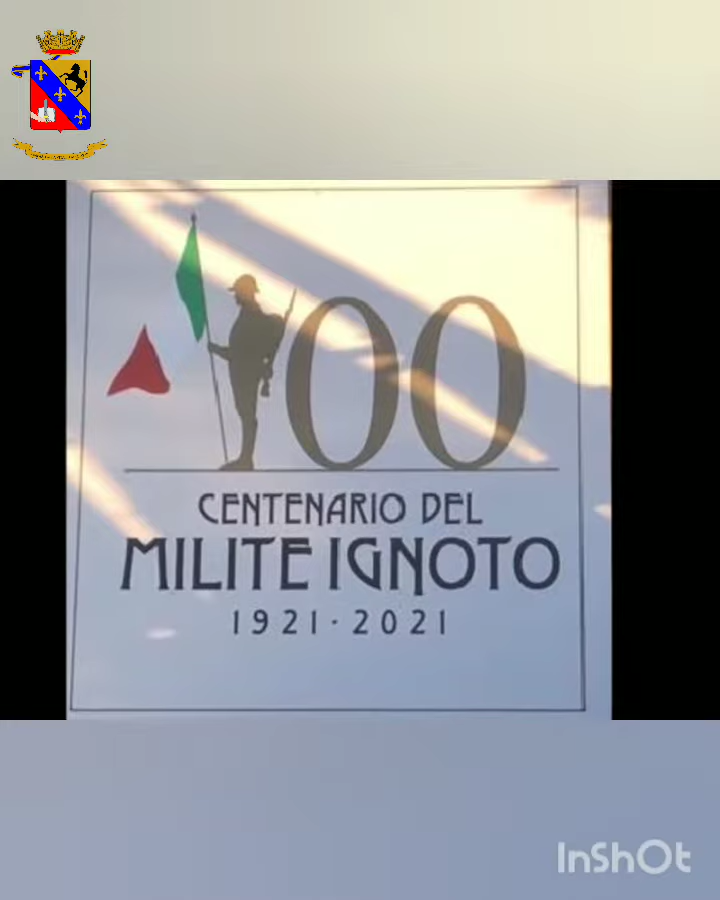 100
CENTENARIO DEL
MILITE IGNOTO
1921·2021
InShOt